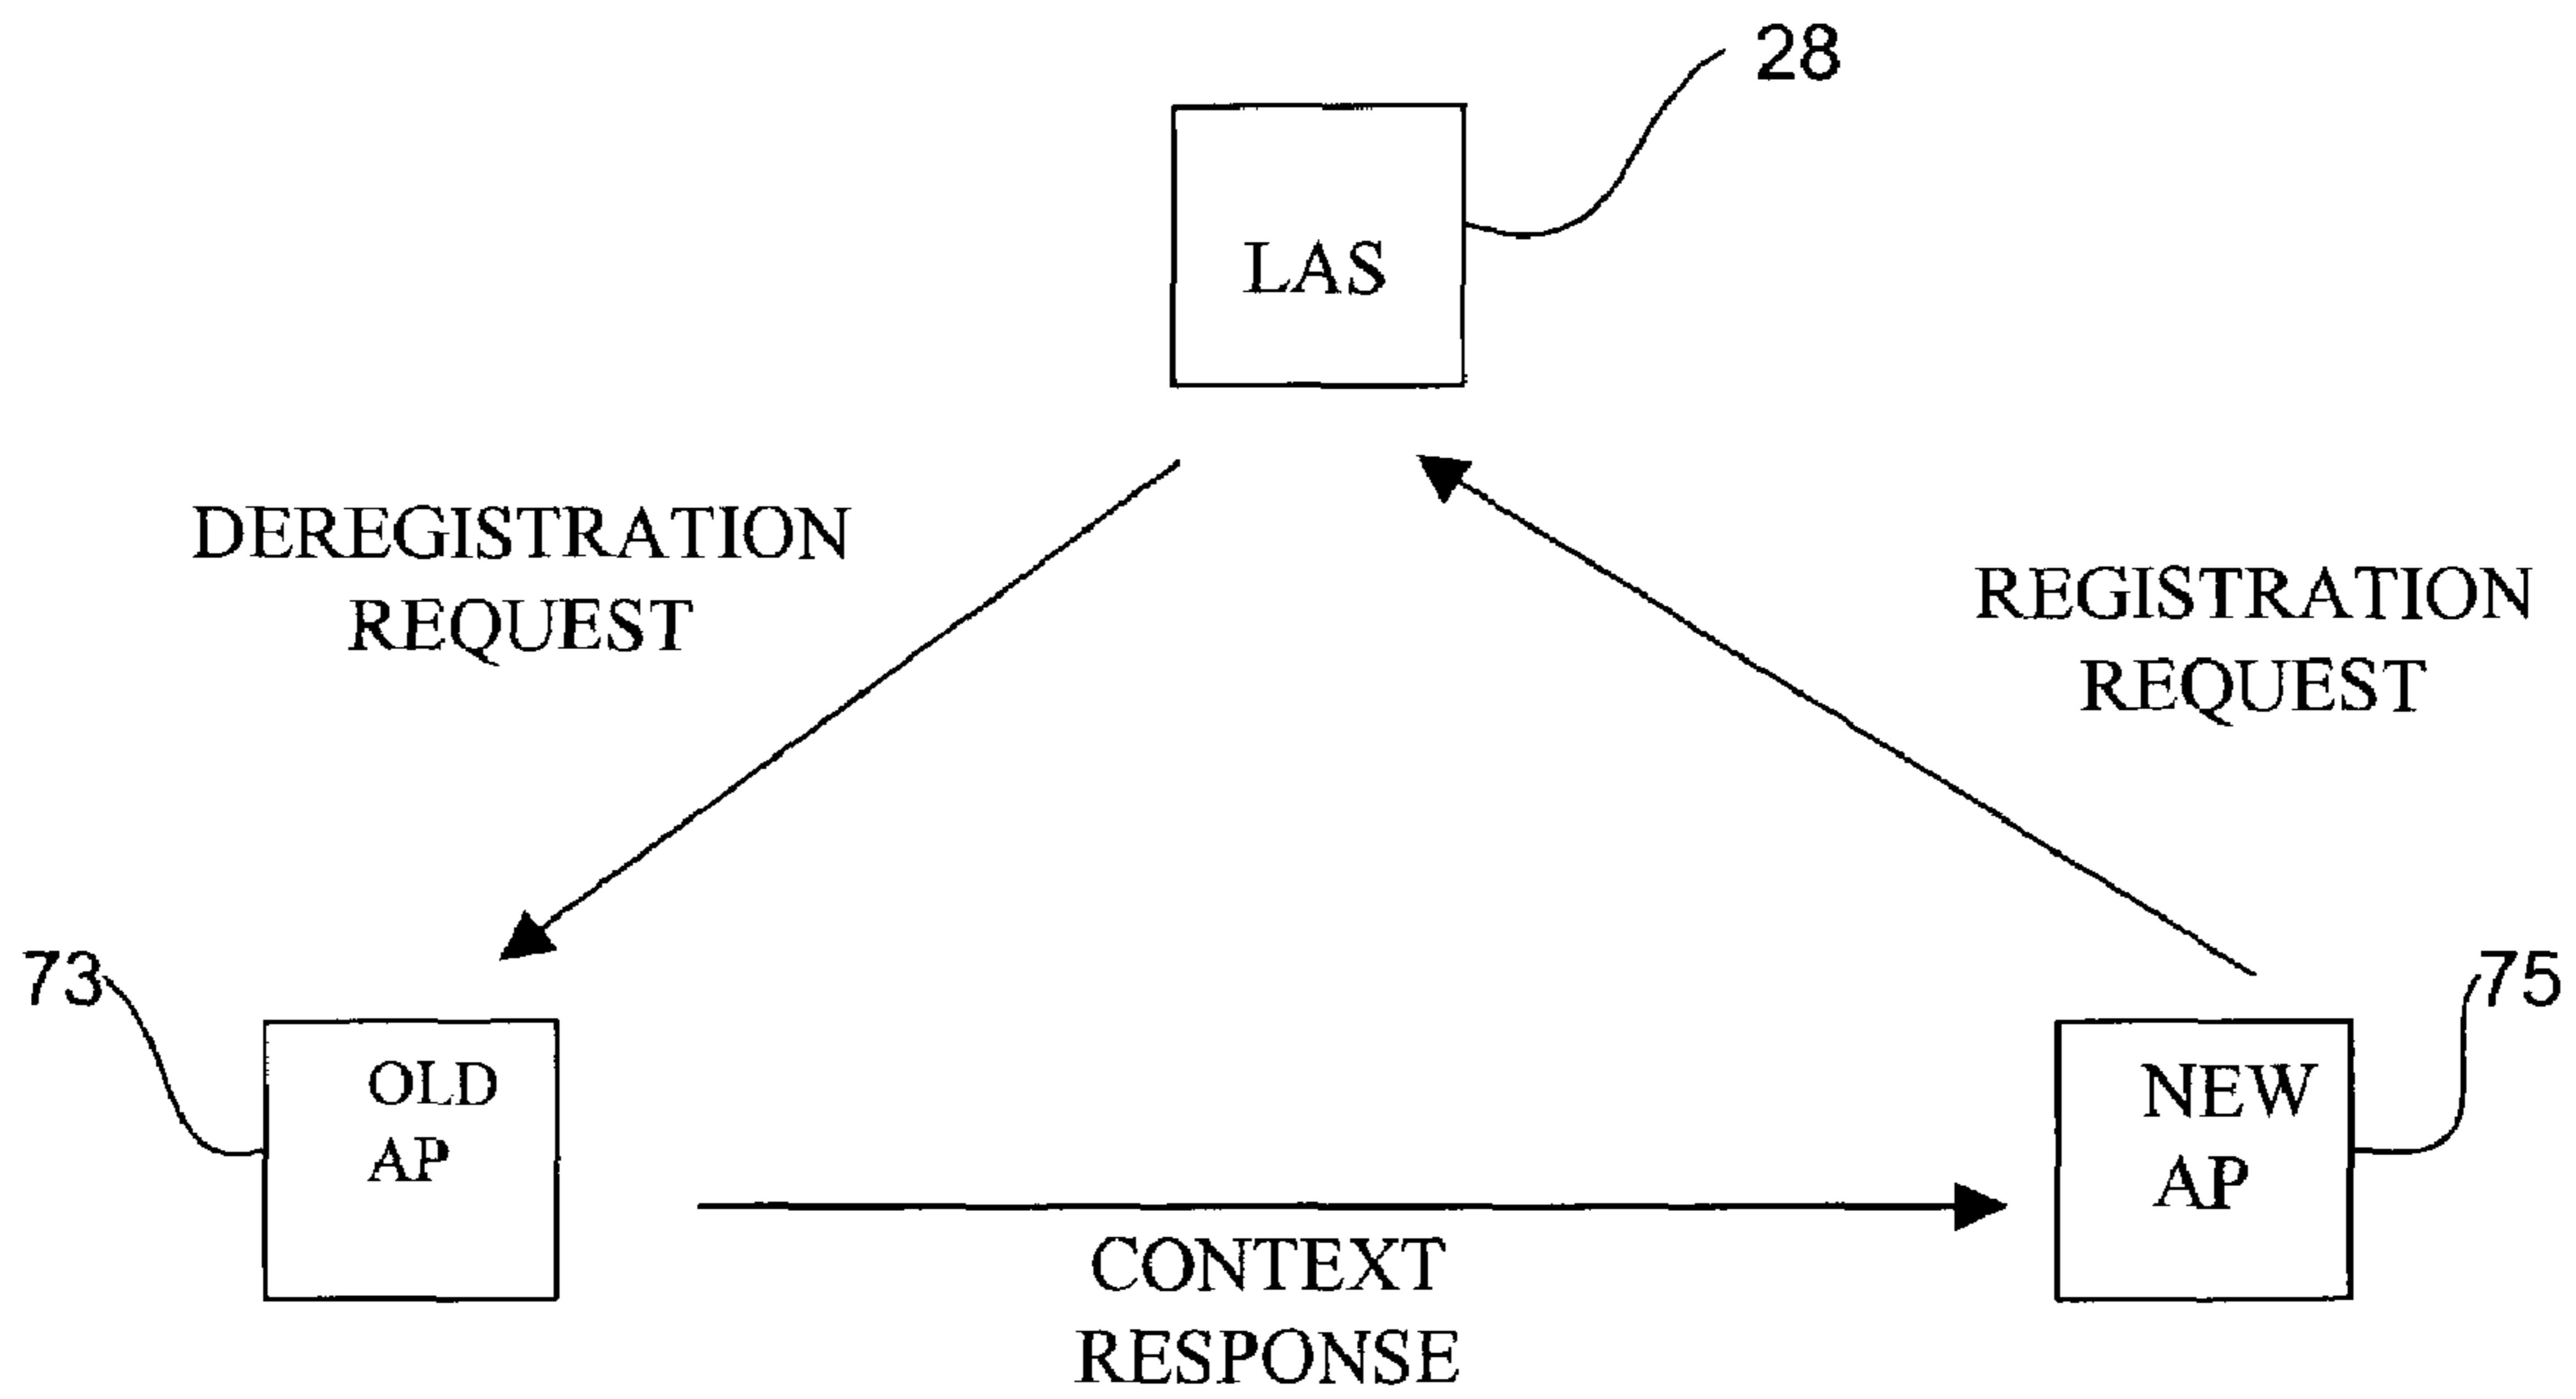 28
LAS
DEREGISTRATION
REQUEST
REGISTRATION
REQUEST
73
75
OLD
AP
NEW
AP
CONTEXT
RESPONSE